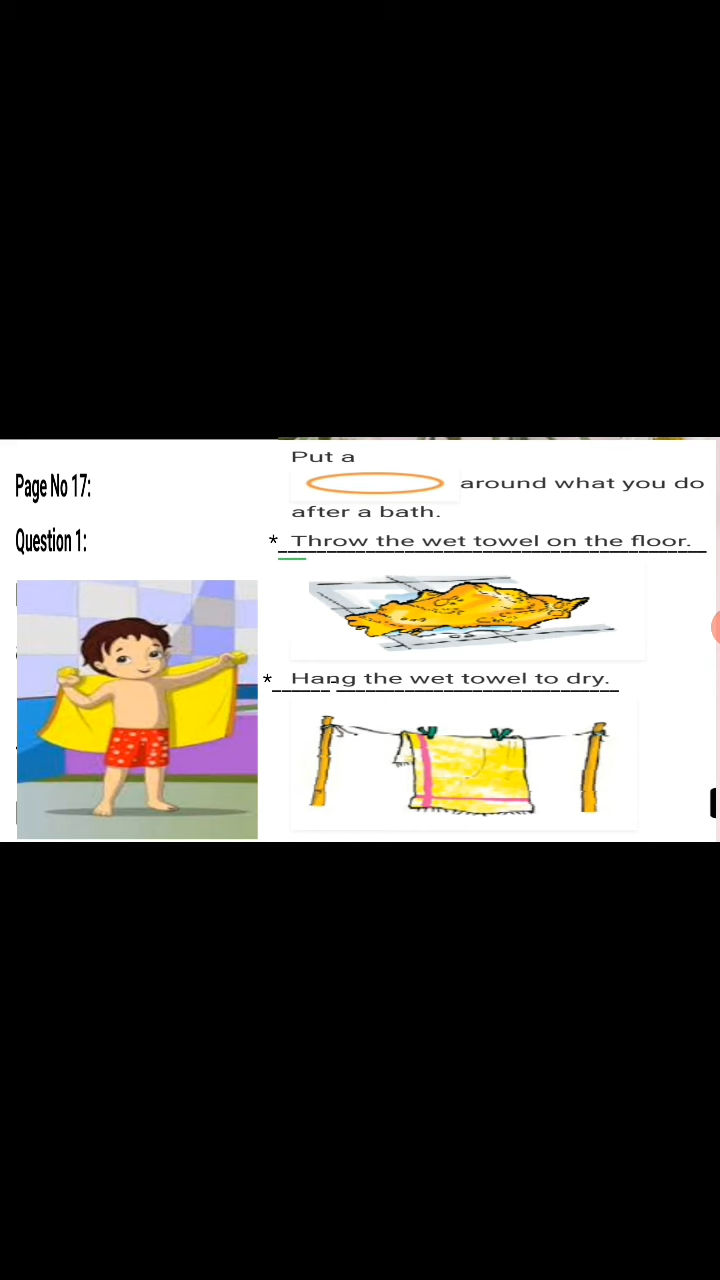 Page No 17:
Question 1:
Put a
around what you do
after a bath.
* Throw the wet towel on the floor.
* Hang the wet towel to dry.